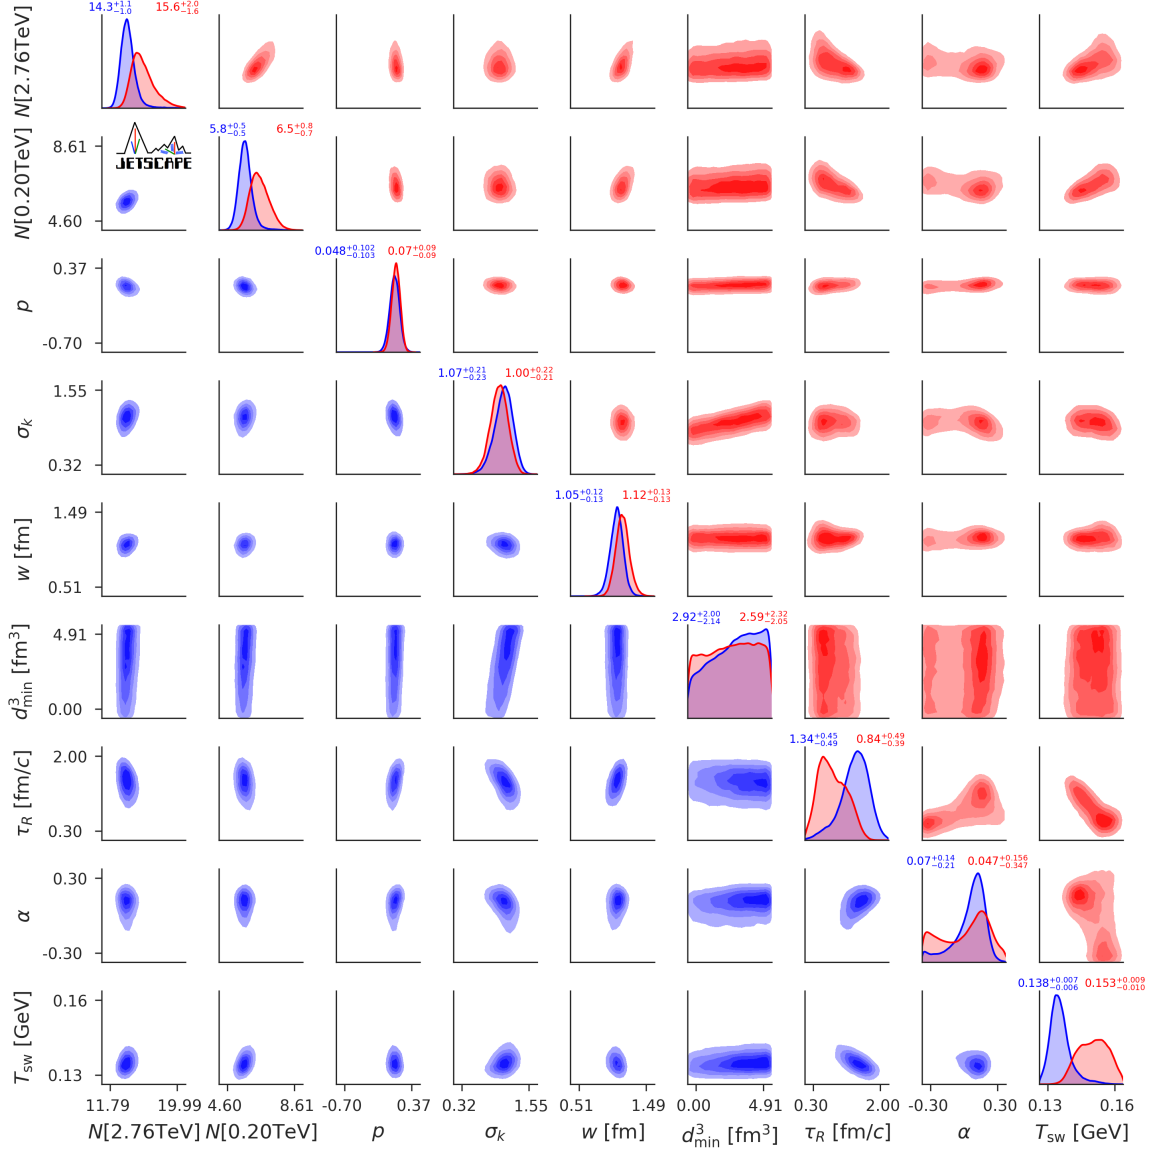 14.3+1.1−1.0 15.6+2.0−1.6
N[2.76TeV]
JETSCAPE
5.8+0.5−0.5 6.5+0.8−0.7
8.61
4.60
N[0.20TeV]
0.048+0.102−0.103 0.07+0.09−0.09
0.37
-0.70
p
1.07+0.21−0.23 1.00+0.22−0.21
1.55
0.32
σk
1.05+0.12−0.13 1.12+0.13−0.13
1.49
0.51
w [fm]
2.92+2.00−2.14 2.59+2.32−2.05
4.91
0.00
d3min [fm3]
1.34+0.45−0.49 0.84+0.49−0.39
2.00
0.30
τR [fm/c]
0.07+0.14−0.21 0.047+0.156−0.347
0.30
-0.30
α
0.138+0.007−0.006 0.153+0.009−0.010
0.16
0.13
Tsw [GeV]
11.79 19.99 4.60 8.61 -0.70 0.37 0.32 1.55 0.51 1.49 0.00 4.91 0.30 2.00 -0.30 0.30 0.13 0.16
N[2.76TeV] N[0.20TeV] p σk w [fm] d3min [fm3] τR [fm/c] α Tsw [GeV]